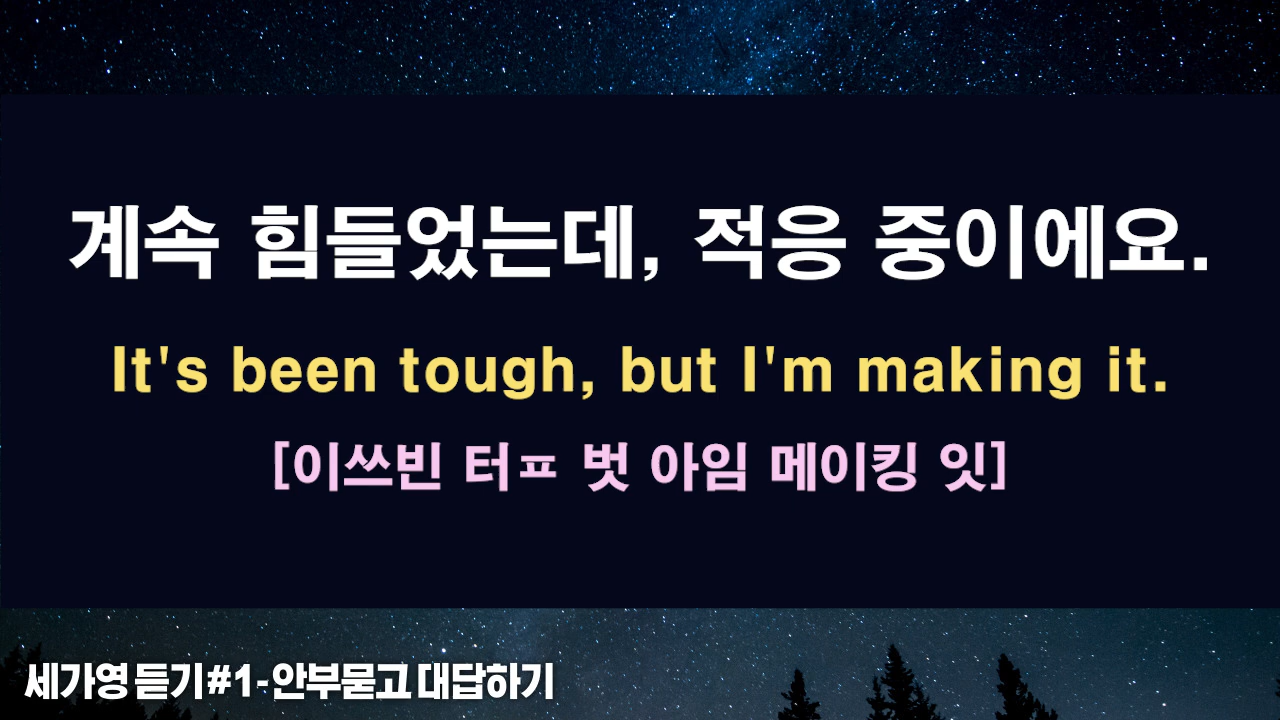 계속 힘들었는데, 적응 중이에요.
It's been tough, but I'm making it.
[이쓰빈 터ㅍ 벗 아임 메이킹 잇]
세가영 듣기#1-안부묻고 대답하기